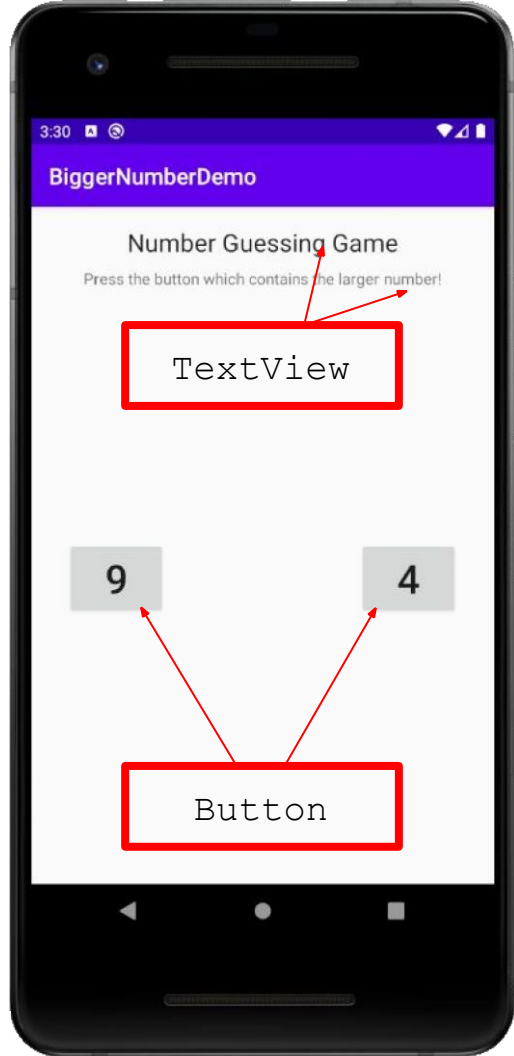 3:30
BiggerNumberDemo
Number Guessing Game
Press the button which contains the larger number!
TextView
9 4
Button